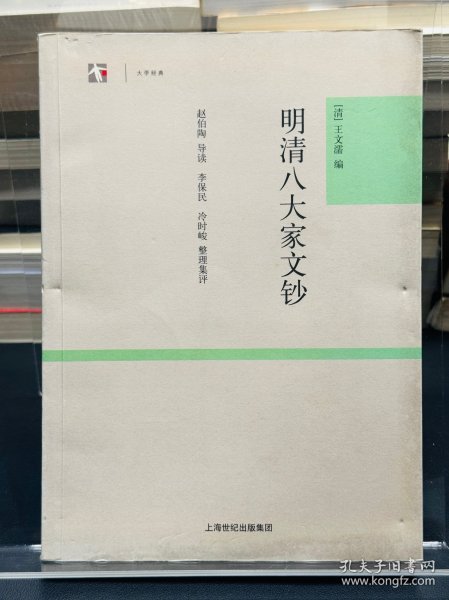 大学经典
[清] 王文濡 编
明清八大家文钞
赵伯陶 导读 李保民 冷时峻 整理集评
上海世纪出版集团
孔夫子旧书网
www.kongfz.com